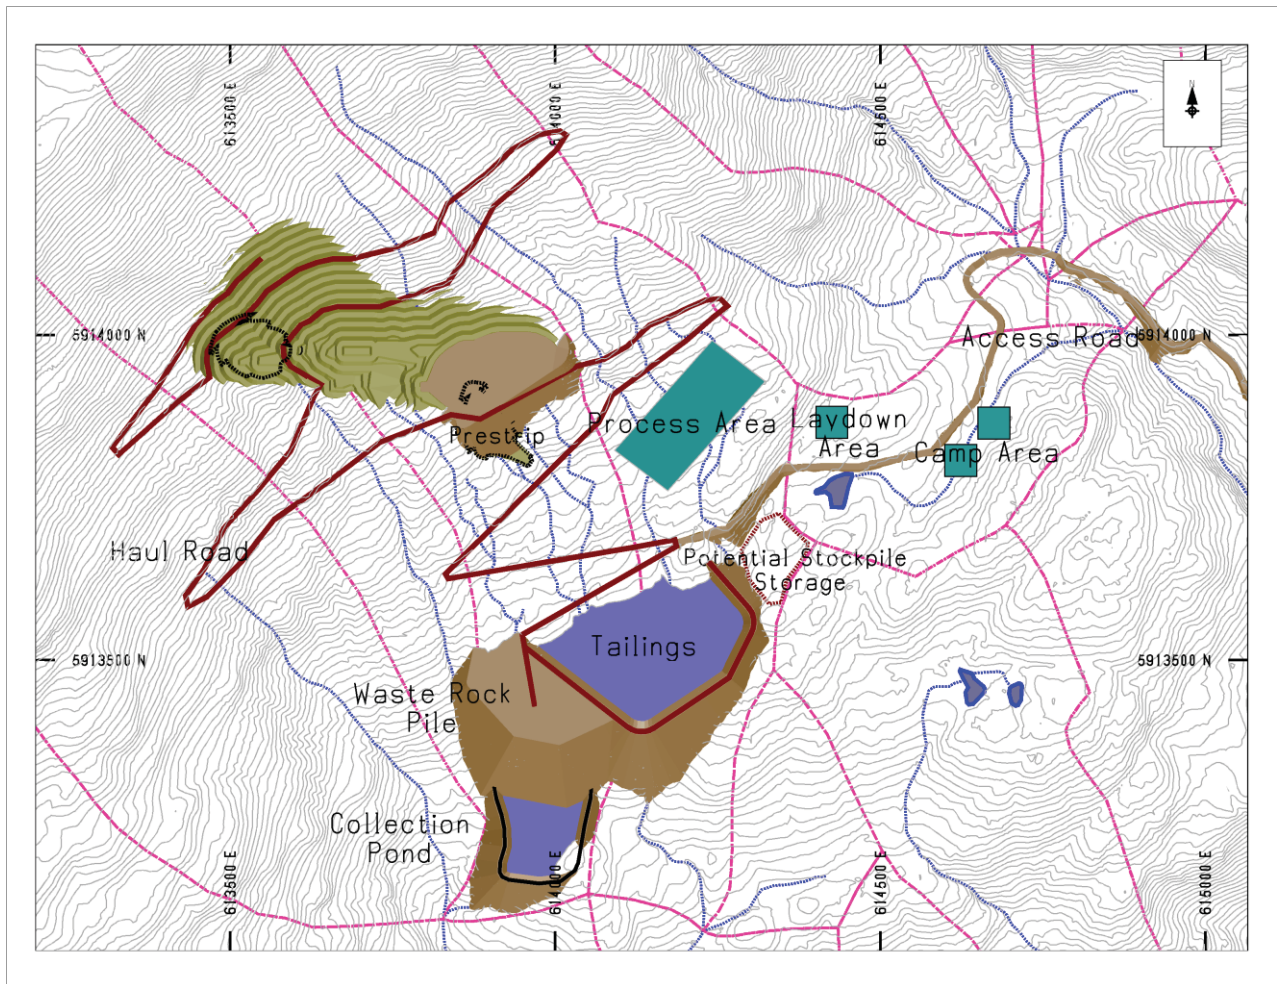 N
613500 E
614000 E
614500 E
5914000 N
5914000 N
Access Road
Process Area
Laydown
Area
Prestrip
Camp Area
Haul Road
Potential Stockpile
Storage
Tailings
5913500 N
5913500 N
Waste Rock
Pile
Collection
Pond
613500 E
614000 E
614500 E
615000 E